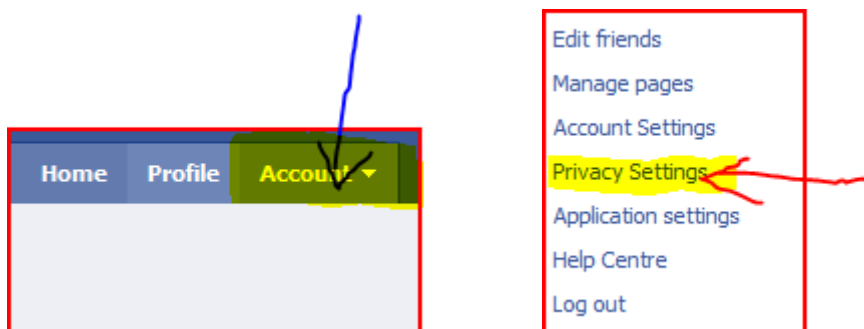 Home Profile Account
Edit friends
Manage pages
Account Settings
Privacy Settings
Application settings
Help Centre
Log out